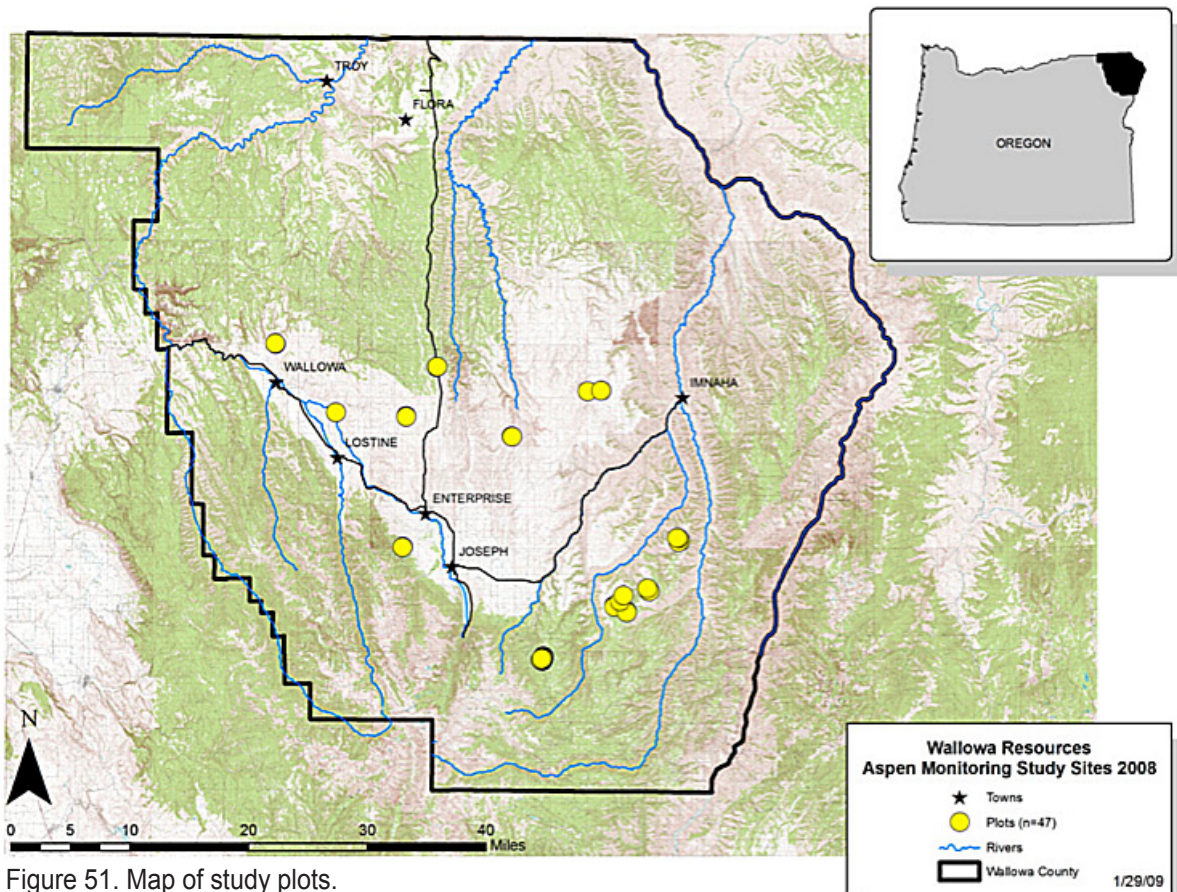 TROY
FLORA
OREGON
WALLOWA
IMNAHA
LOSTINE
ENTERPRISE
JOSEPH
N
0 5 10 20 30 40
Miles
Wallowa Resources
Aspen Monitoring Study Sites 2008
Towns
Plots (n=47)
Rivers
Wallowa County
1/29/09
Figure 51. Map of study plots.